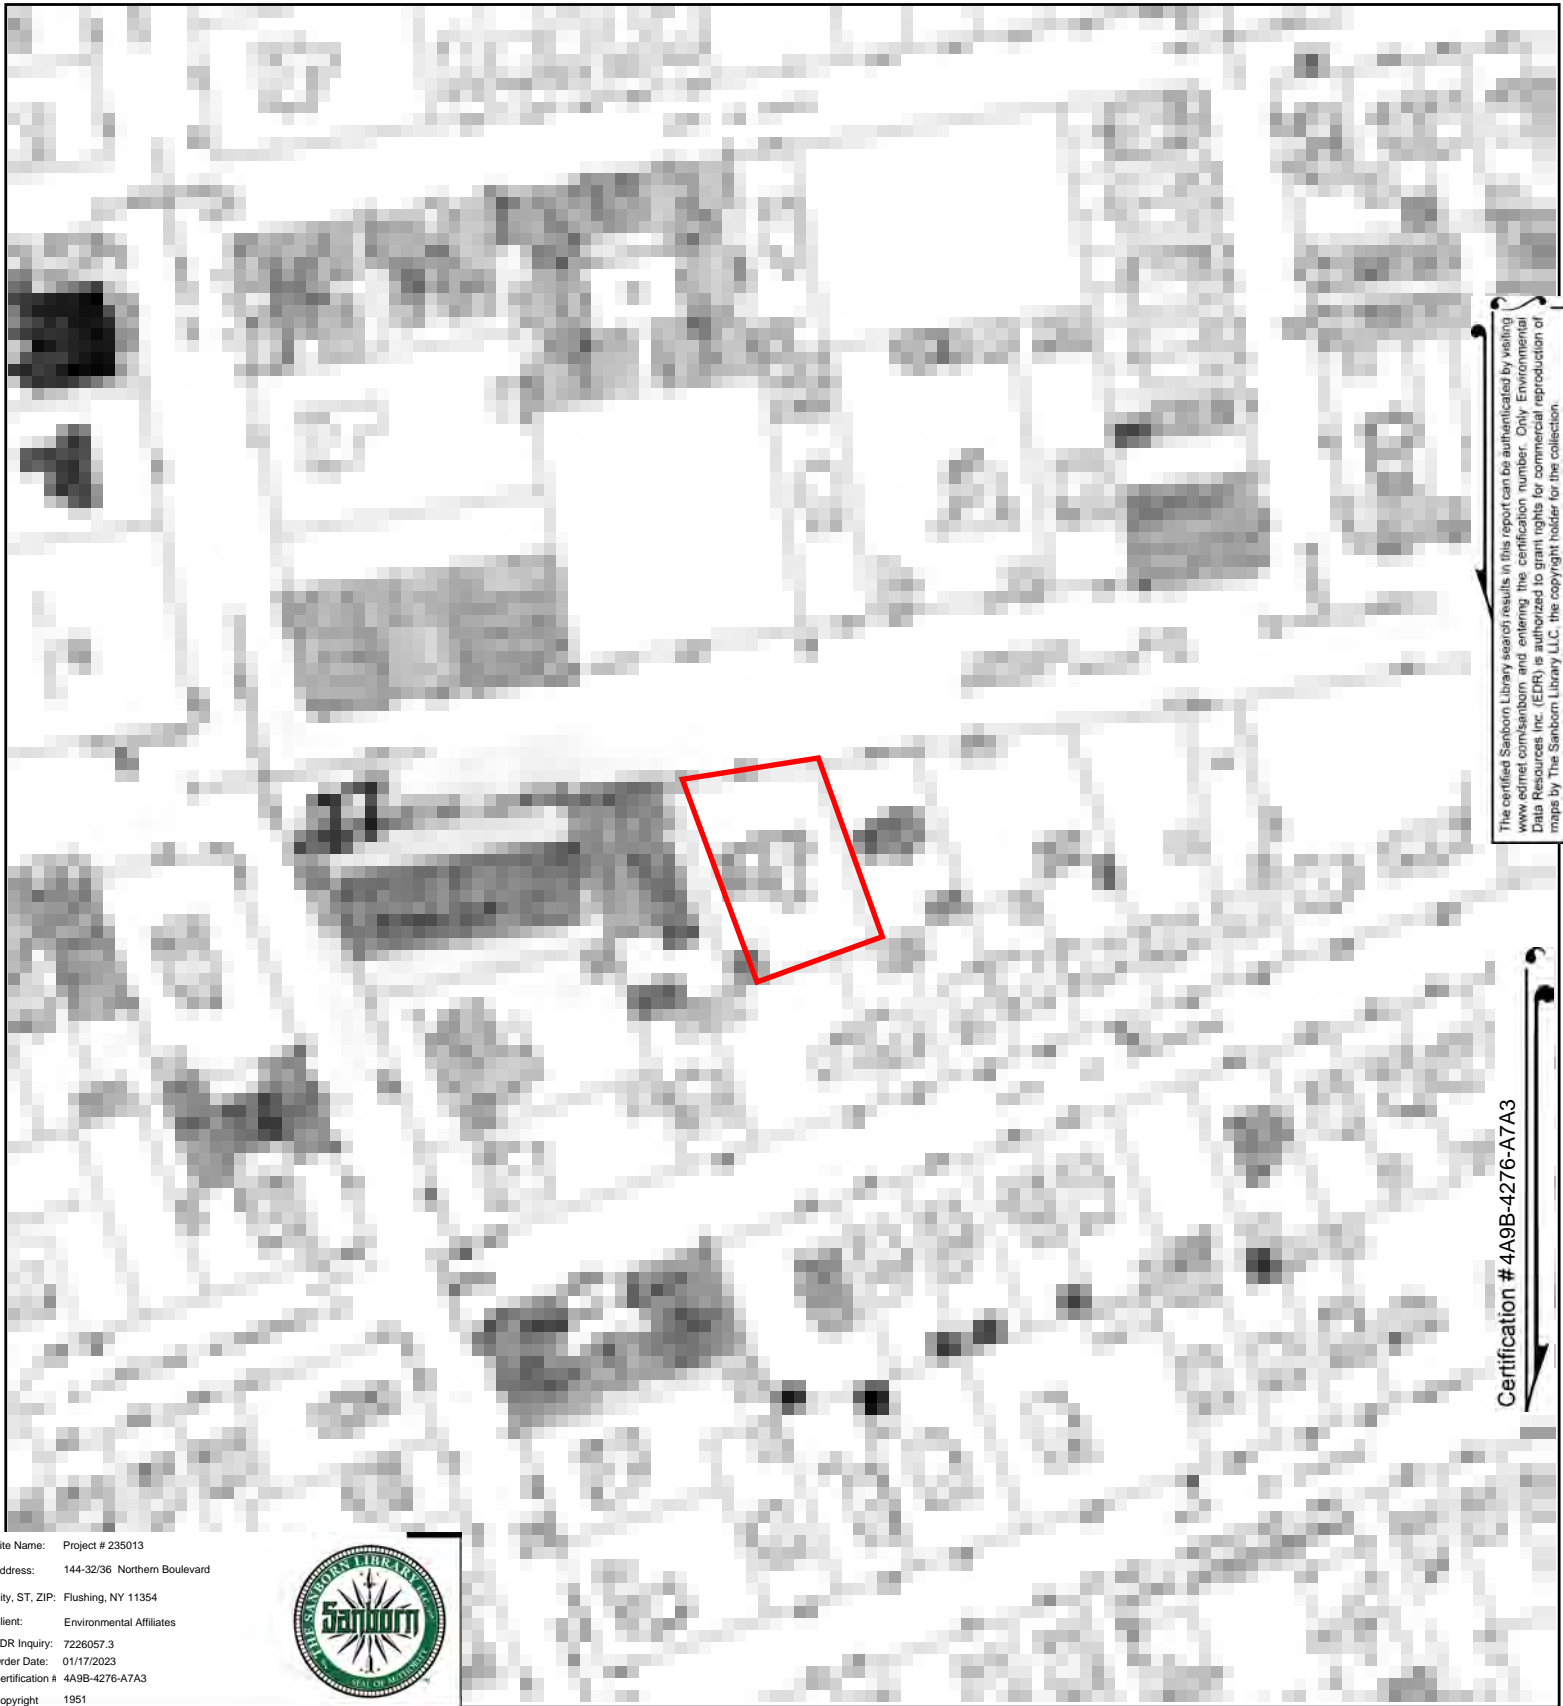 The certified Sanborn Library search results in this report can be authenticated by visiting
www.edrnet.com/sanborn and entering the certification number. Only Environmental
Data Resources Inc. (EDR) is authorized to grant rights for commercial reproduction of
maps by The Sanborn Library LLC, the copyright holder for the collection.
Certification # 4A9B-4276-A7A3
ite Name: Project # 235013
ddress: 144-32/36 Northern Boulevard
ity, ST, ZIP: Flushing, NY 11354
lient: Environmental Affiliates
DR Inquiry: 7226057.3
rder Date: 01/17/2023
ertification # 4A9B-4276-A7A3
opyright 1951
THE SANBORN LIBRARY LLC
Sanborn
SEAL OF AUTHORITY